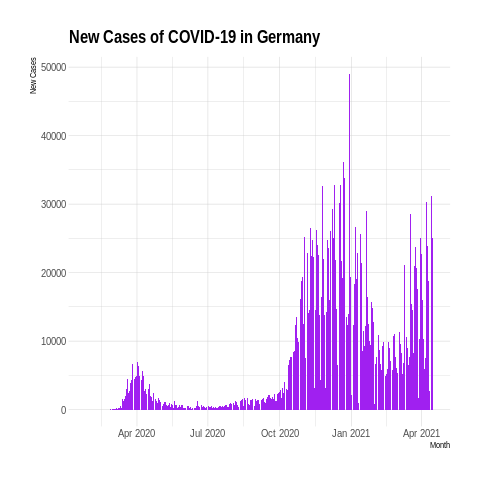 New Cases of COVID-19 in Germany
New Cases
50000
40000
30000
20000
10000
0
Apr 2020 Jul 2020 Oct 2020 Jan 2021 Apr 2021
Month